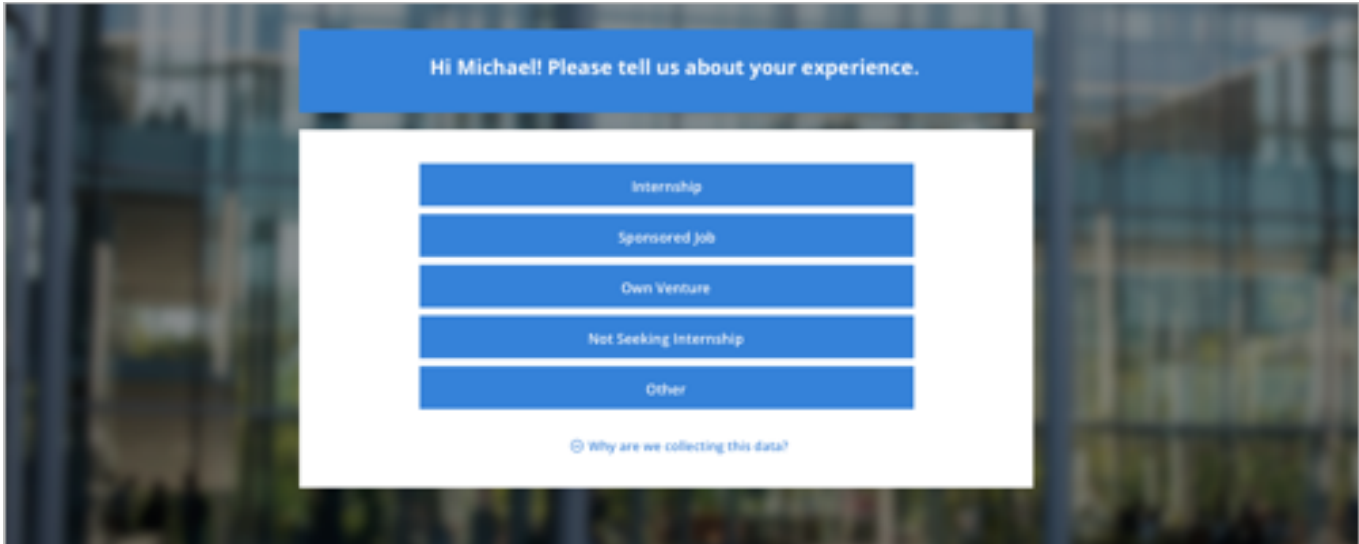 Hi Michael! Please tell us about your experience.
Internship
Sponsored Job
Own Venture
Not Seeking Internship
Other
Why are we collecting this data?